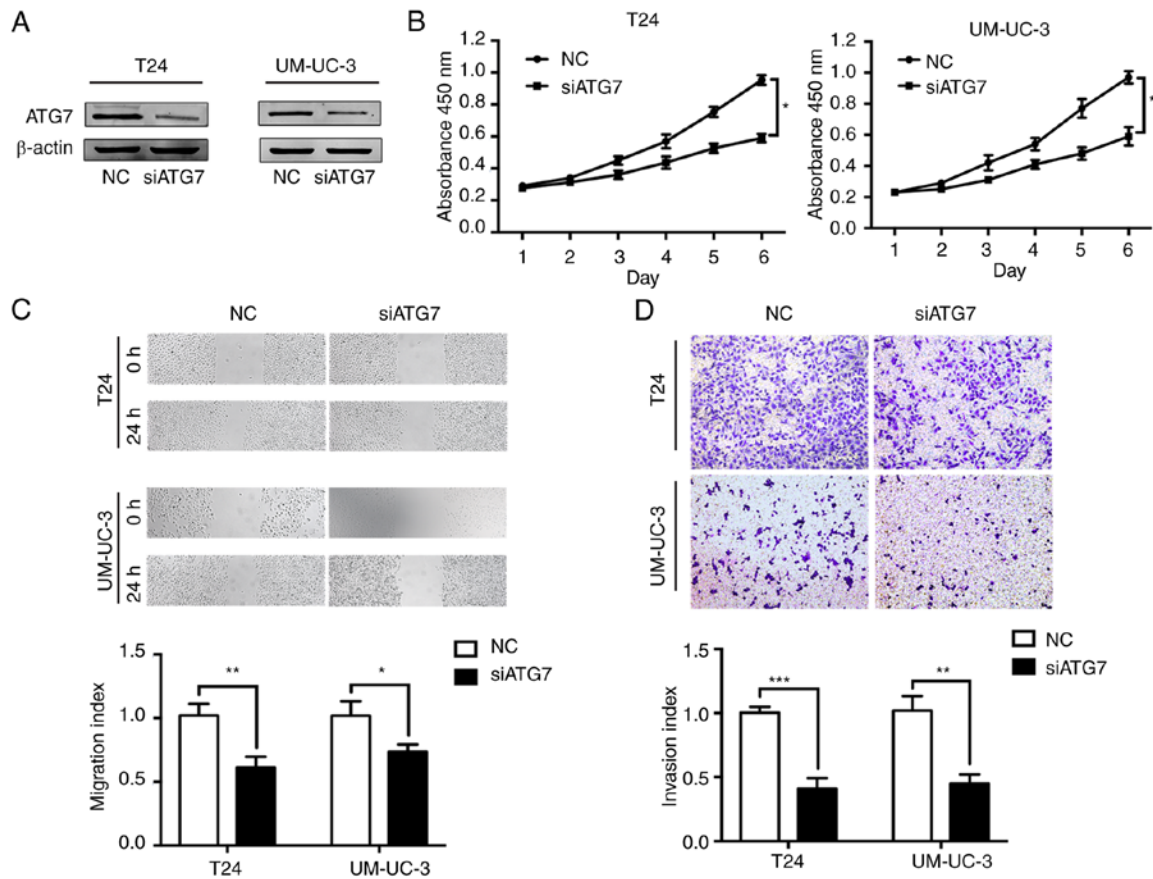 A
T24
UM-UC-3
ATG7
β-actin
NC siATG7
NC siATG7
B
T24
Absorbance 450 nm
1.2
1.0
0.8
0.6
0.4
0.2
0.0
NC
siATG7
*
1 2 3 4 5 6
Day
UM-UC-3
Absorbance 450 nm
1.2
1.0
0.8
0.6
0.4
0.2
0.0
NC
siATG7
*
1 2 3 4 5 6
Day
C
NC siATG7
T24
0 h
24 h
UM-UC-3
0 h
24 h
Migration index
1.5
1.0
0.5
0.0
NC
siATG7
**
*
T24 UM-UC-3
D
NC siATG7
T24
UM-UC-3
Invasion index
1.5
1.0
0.5
0.0
NC
siATG7
***
**
T24 UM-UC-3